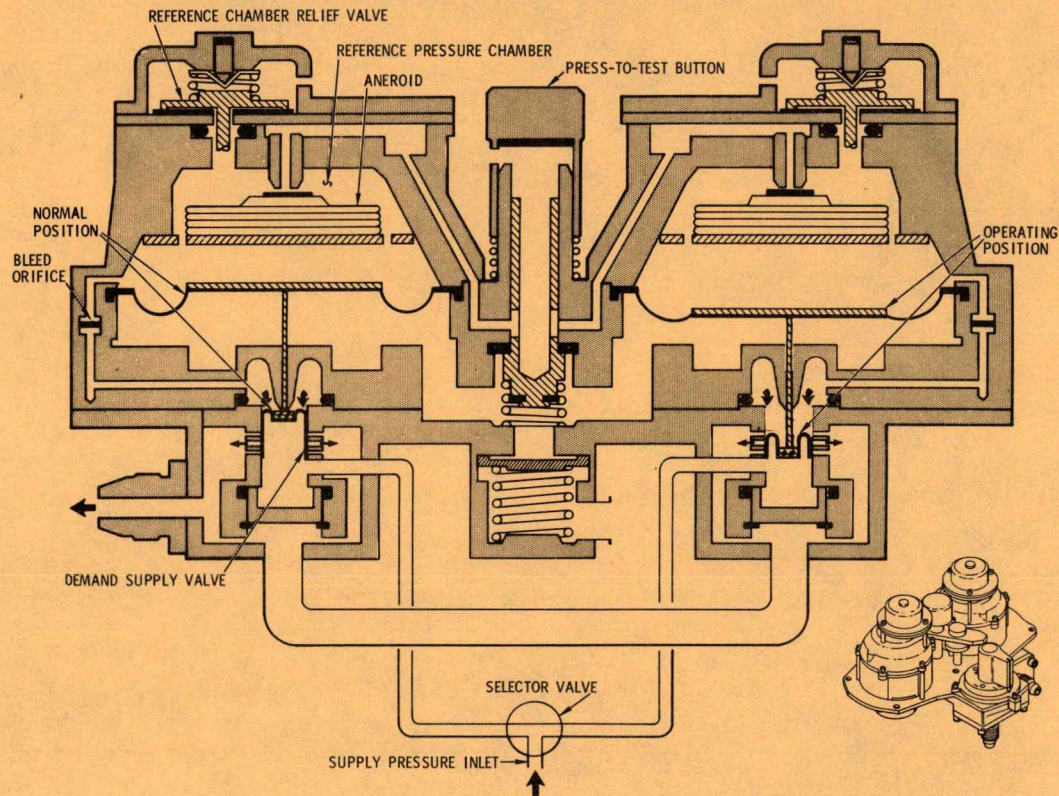 REFERENCE CHAMBER RELIEF VALVE
REFERENCE PRESSURE CHAMBER
ANEROID
PRESS-TO-TEST BUTTON
NORMAL
POSITION
BLEED
ORIFICE
OPERATING
POSITION
DEMAND SUPPLY VALVE
SELECTOR VALVE
SUPPLY PRESSURE INLET